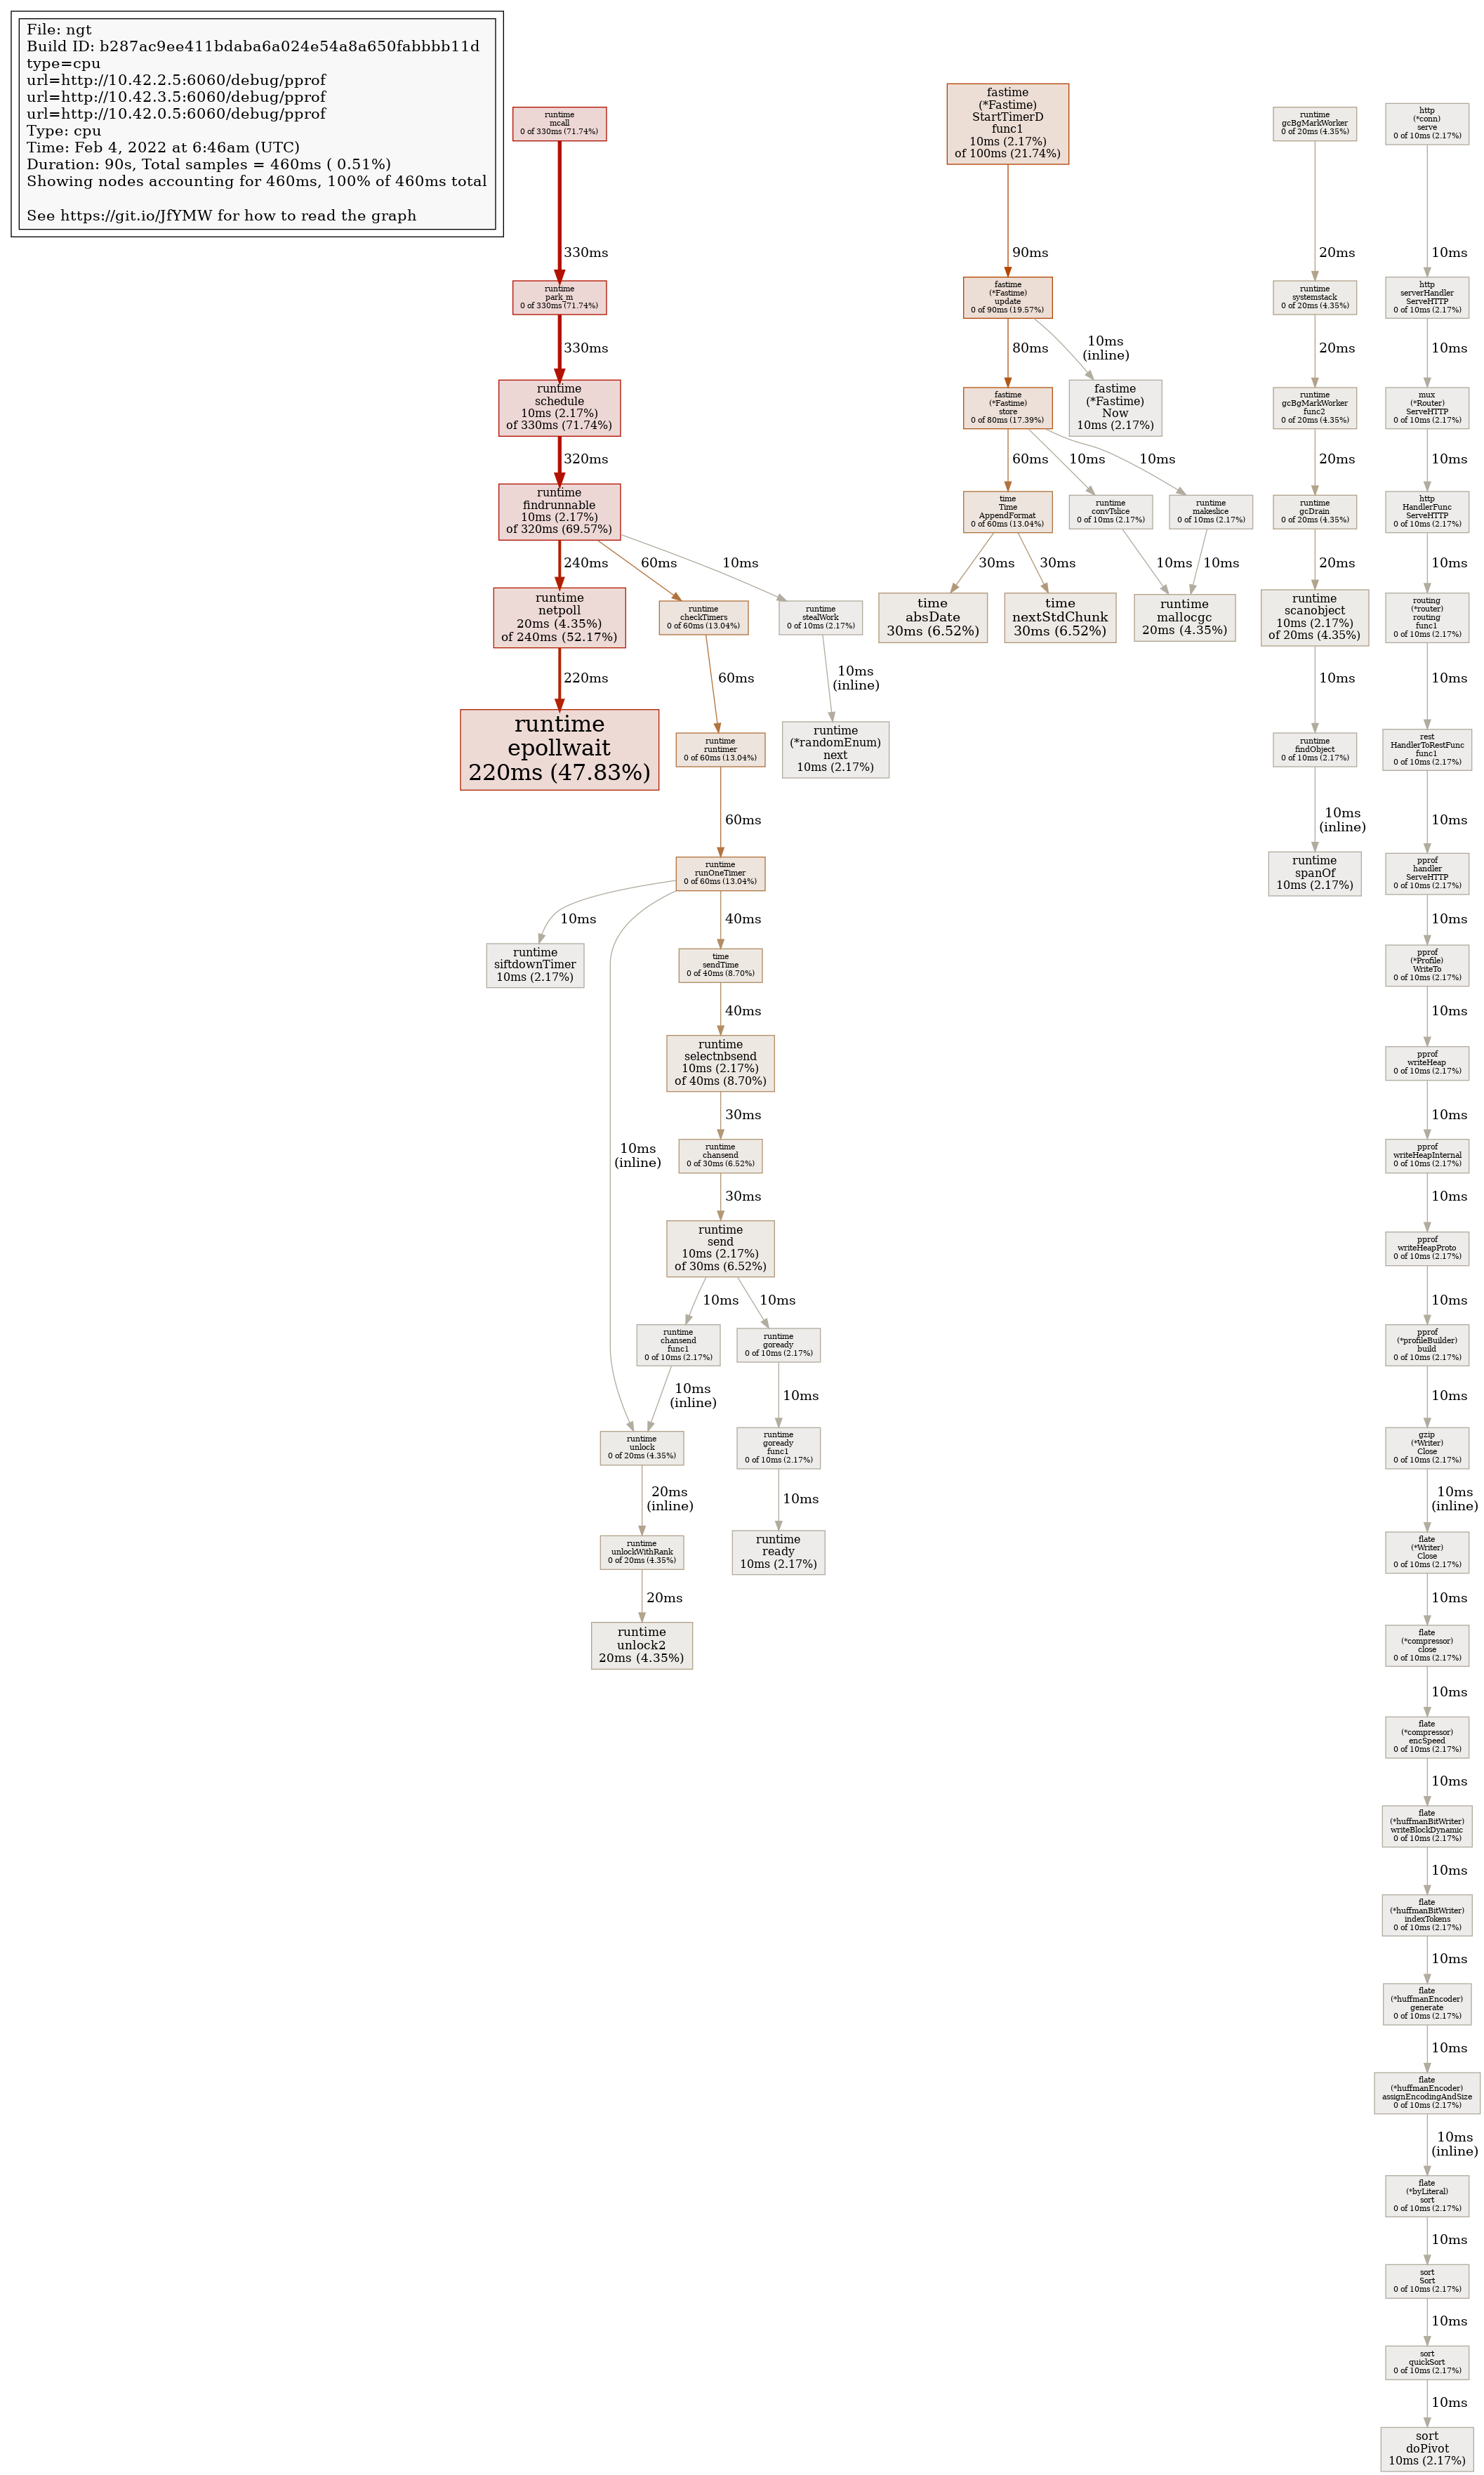 File: ngt
Build ID: b287ac9ee411bdaba6a024e54a8a650fabbbb11d
type=cpu
url=http://10.42.2.5:6060/debug/pprof
url=http://10.42.3.5:6060/debug/pprof
url=http://10.42.0.5:6060/debug/pprof
Type: cpu
Time: Feb 4, 2022 at 6:46am (UTC)
Duration: 90s, Total samples = 460ms ( 0.51%)
Showing nodes accounting for 460ms, 100% of 460ms total
See https://git.io/JfYMW for how to read the graph
runtime
mcall
0 of 330ms (71.74%)
330ms
runtime
park_m
0 of 330ms (71.74%)
330ms
runtime
schedule
10ms (2.17%)
of 330ms (71.74%)
320ms
runtime
findrunnable
10ms (2.17%)
of 320ms (69.57%)
240ms
60ms
10ms
runtime
netpoll
20ms (4.35%)
of 240ms (52.17%)
220ms
runtime
epollwait
220ms (47.83%)
runtime
checkTimers
0 of 60ms (13.04%)
60ms
runtime
runtimer
0 of 60ms (13.04%)
60ms
runtime
stealWork
0 of 10ms (2.17%)
10ms
(inline)
runtime
(*randomEnum)
next
10ms (2.17%)
runtime
runOneTimer
0 of 60ms (13.04%)
10ms
40ms
10ms
(inline)
runtime
siftdownTimer
10ms (2.17%)
time
sendTime
0 of 40ms (8.70%)
40ms
runtime
selectnbsend
10ms (2.17%)
of 40ms (8.70%)
30ms
runtime
chansend
0 of 30ms (6.52%)
30ms
runtime
send
10ms (2.17%)
of 30ms (6.52%)
10ms
10ms
runtime
chansend
func1
0 of 10ms (2.17%)
10ms
(inline)
runtime
goready
0 of 10ms (2.17%)
10ms
runtime
unlock
0 of 20ms (4.35%)
20ms
(inline)
runtime
goready
func1
0 of 10ms (2.17%)
10ms
runtime
unlockWithRank
0 of 20ms (4.35%)
20ms
runtime
ready
10ms (2.17%)
runtime
unlock2
20ms (4.35%)
fastime
(*Fastime)
StartTimerD
func1
10ms (2.17%)
of 100ms (21.74%)
90ms
fastime
(*Fastime)
update
0 of 90ms (19.57%)
80ms
10ms
(inline)
fastime
(*Fastime)
store
0 of 80ms (17.39%)
fastime
(*Fastime)
Now
10ms (2.17%)
60ms
10ms
10ms
time
Time
AppendFormat
0 of 60ms (13.04%)
runtime
convTslice
0 of 10ms (2.17%)
runtime
makeslice
0 of 10ms (2.17%)
30ms
30ms
10ms
10ms
time
absDate
30ms (6.52%)
time
nextStdChunk
30ms (6.52%)
runtime
mallocgc
20ms (4.35%)
runtime
gcBgMarkWorker
0 of 20ms (4.35%)
20ms
runtime
systemstack
0 of 20ms (4.35%)
20ms
runtime
gcBgMarkWorker
func2
0 of 20ms (4.35%)
20ms
runtime
gcDrain
0 of 20ms (4.35%)
20ms
runtime
scanobject
10ms (2.17%)
of 20ms (4.35%)
10ms
runtime
findObject
0 of 10ms (2.17%)
10ms
(inline)
runtime
spanOf
10ms (2.17%)
http
(*conn)
serve
0 of 10ms (2.17%)
10ms
http
serverHandler
ServeHTTP
0 of 10ms (2.17%)
10ms
mux
(*Router)
ServeHTTP
0 of 10ms (2.17%)
10ms
http
HandlerFunc
ServeHTTP
0 of 10ms (2.17%)
10ms
routing
(*router)
routing
func1
0 of 10ms (2.17%)
10ms
rest
HandlerToRestFunc
func1
0 of 10ms (2.17%)
10ms
pprof
handler
ServeHTTP
0 of 10ms (2.17%)
10ms
pprof
(*Profile)
WriteTo
0 of 10ms (2.17%)
10ms
pprof
writeHeap
0 of 10ms (2.17%)
10ms
pprof
writeHeapInternal
0 of 10ms (2.17%)
10ms
pprof
writeHeapProto
0 of 10ms (2.17%)
10ms
pprof
(*profileBuilder)
build
0 of 10ms (2.17%)
10ms
gzip
(*Writer)
Close
0 of 10ms (2.17%)
10ms
(inline)
flate
(*Writer)
Close
0 of 10ms (2.17%)
10ms
flate
(*compressor)
close
0 of 10ms (2.17%)
10ms
flate
(*compressor)
encSpeed
0 of 10ms (2.17%)
10ms
flate
(*huffmanBitWriter)
writeBlockDynamic
0 of 10ms (2.17%)
10ms
flate
(*huffmanBitWriter)
indexTokens
0 of 10ms (2.17%)
10ms
flate
(*huffmanEncoder)
generate
0 of 10ms (2.17%)
10ms
flate
(*huffmanEncoder)
assignEncodingAndSize
0 of 10ms (2.17%)
10ms
(inline)
flate
(*byLiteral)
sort
0 of 10ms (2.17%)
10ms
sort
Sort
0 of 10ms (2.17%)
10ms
sort
quickSort
0 of 10ms (2.17%)
10ms
sort
doPivot
10ms (2.17%)